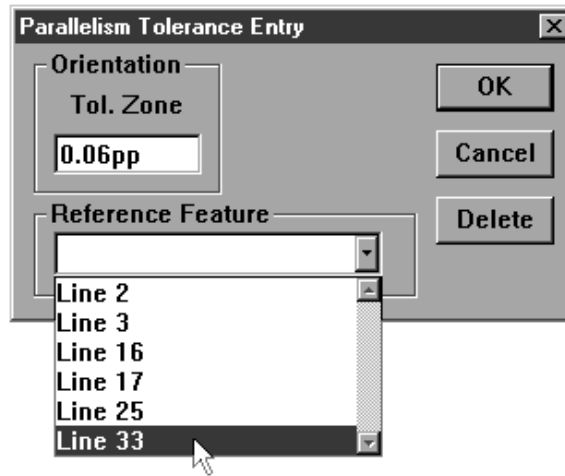 Parallelism Tolerance Entry
Orientation
Tol. Zone
0.06pp
OK
Cancel
Delete
Reference Feature
Line 2
Line 3
Line 16
Line 17
Line 25
Line 33